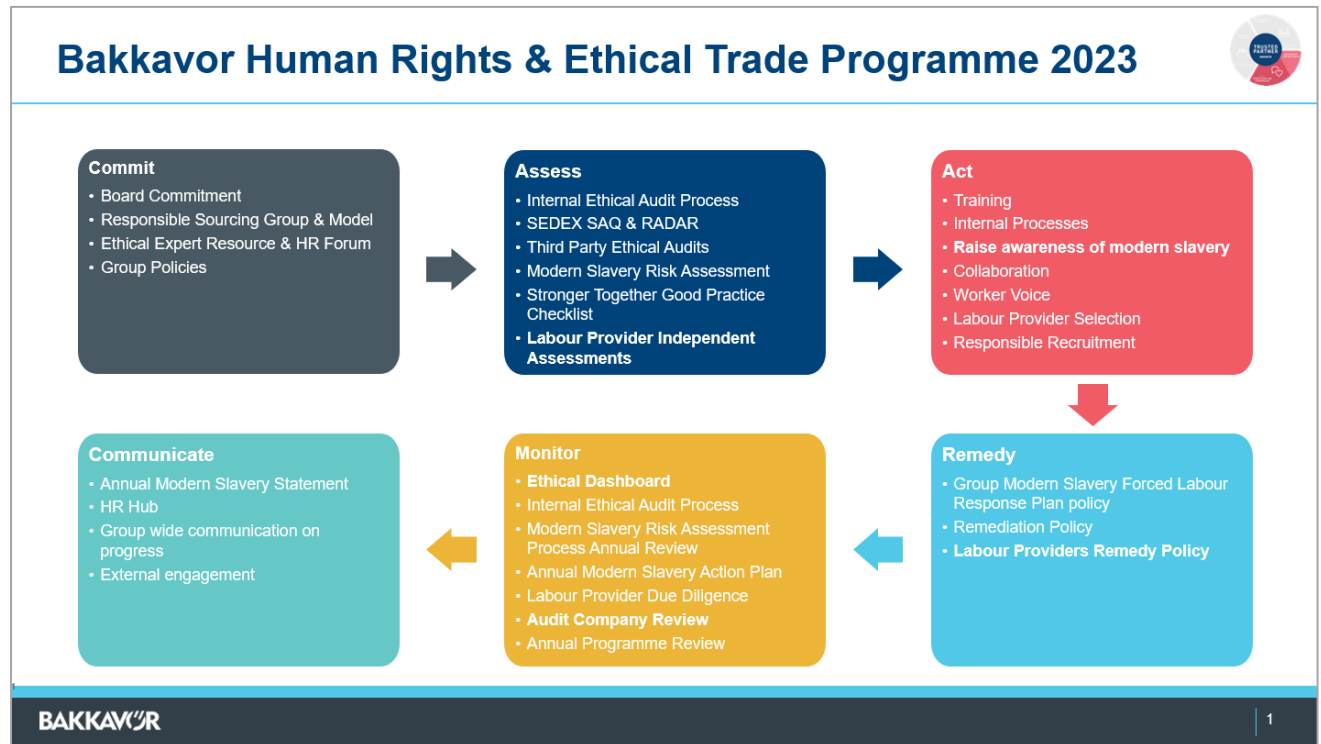 Bakkavor Human Rights & Ethical Trade Programme 2023
TRUSTED
PARTNER
Commit
• Board Commitment
• Responsible Sourcing Group & Model
• Ethical Expert Resource & HR Forum
• Group Policies
Assess
• Internal Ethical Audit Process
• SEDEX SAQ & RADAR
• Third Party Ethical Audits
• Modern Slavery Risk Assessment
• Stronger Together Good Practice
Checklist
• Labour Provider Independent
Assessments
Act
• Training
• Internal Processes
• Raise awareness of modern slavery
• Collaboration
• Worker Voice
• Labour Provider Selection
• Responsible Recruitment
Remedy
• Group Modern Slavery Forced Labour
Response Plan policy
• Remediation Policy
• Labour Providers Remedy Policy
Monitor
• Ethical Dashboard
• Internal Ethical Audit Process
• Modern Slavery Risk Assessment
Process Annual Review
• Annual Modern Slavery Action Plan
• Labour Provider Due Diligence
• Audit Company Review
• Annual Programme Review
Communicate
• Annual Modern Slavery Statement
• HR Hub
• Group wide communication on
progress
• External engagement
BAKKAVÖR
1